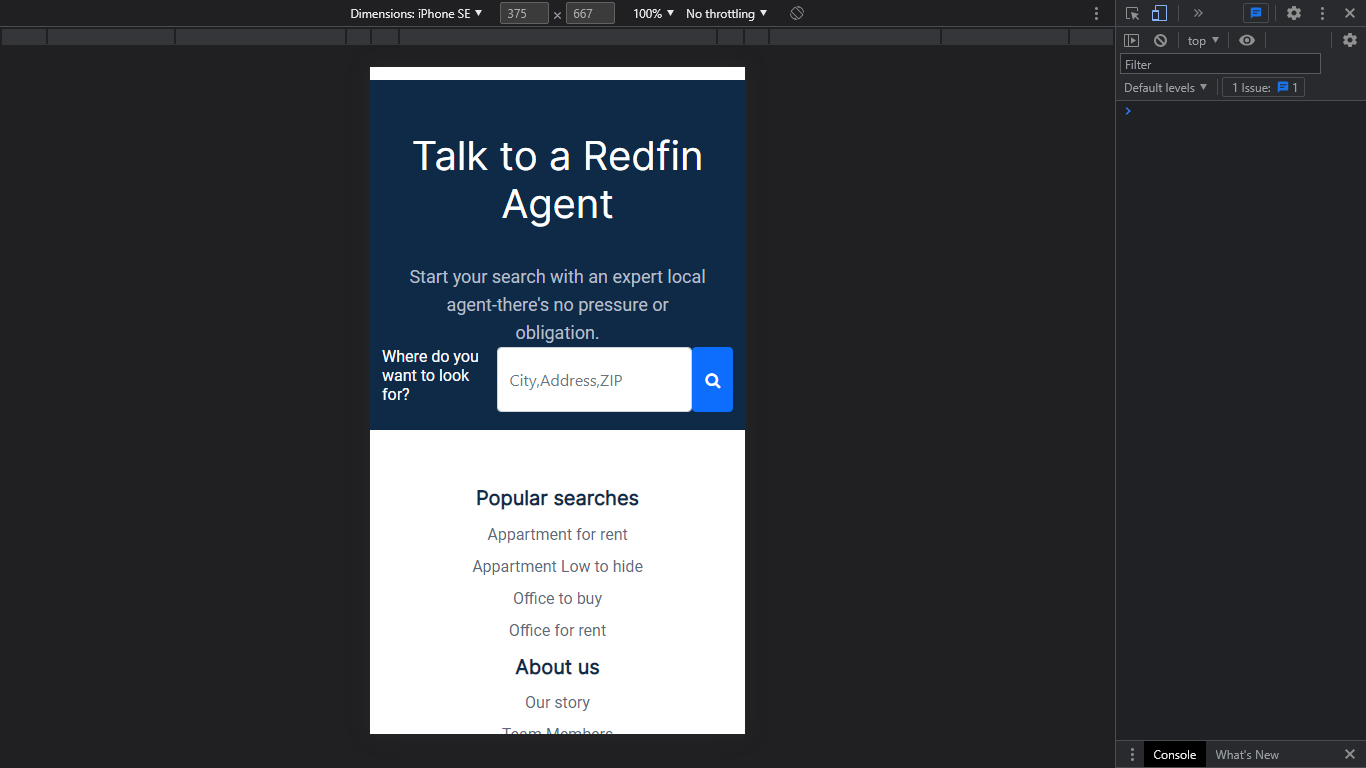 Dimensions: iPhone SE 375 × 667 100% No throttling
top
Filter
Default levels 1 Issue: 1
Talk to a Redfin
Agent
Start your search with an expert local
agent-there's no pressure or
obligation.
Where do you
want to look
for?
City,Address,ZIP
Popular searches
Appartment for rent
Appartment Low to hide
Office to buy
Office for rent
About us
Our story
Team Members
Console What's New